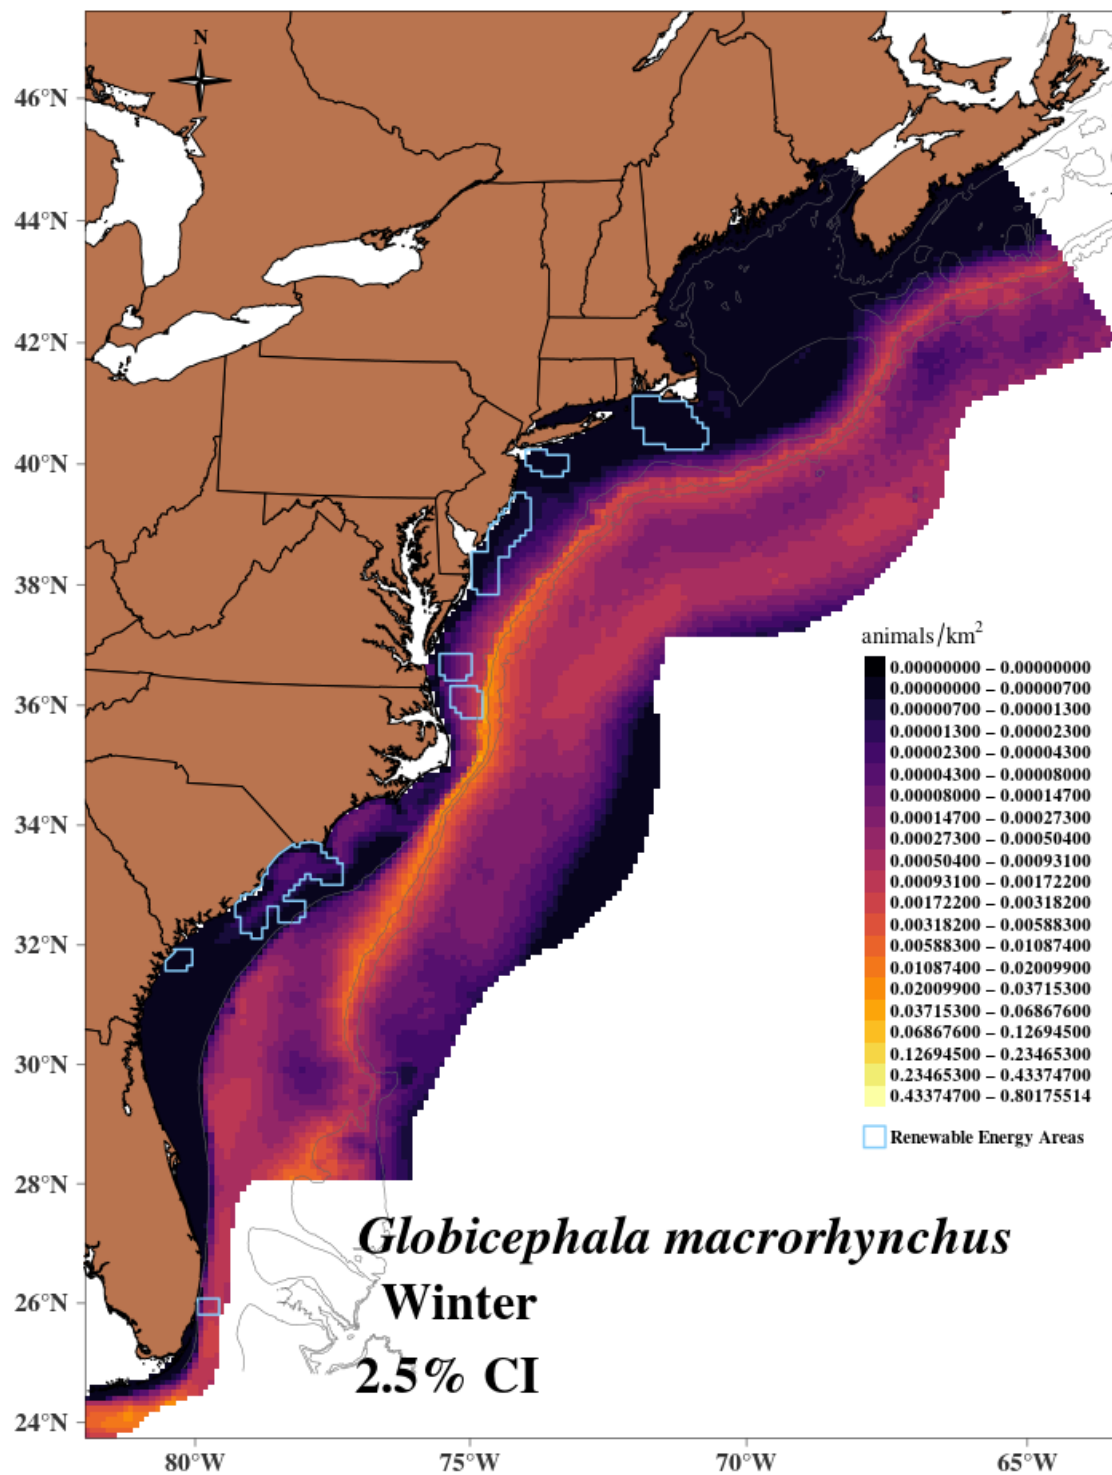 N
46°N
44°N
42°N
40°N
38°N
36°N
34°N
32°N
30°N
28°N
26°N
24°N
animals/km²
0.00000000 – 0.00000000
0.00000000 – 0.00000700
0.00000700 – 0.00001300
0.00001300 – 0.00002300
0.00002300 – 0.00004300
0.00004300 – 0.00008000
0.00008000 – 0.00014700
0.00014700 – 0.00027300
0.00027300 – 0.00050400
0.00050400 – 0.00093100
0.00093100 – 0.00172200
0.00172200 – 0.00318200
0.00318200 – 0.00588300
0.00588300 – 0.01087400
0.01087400 – 0.02009900
0.02009900 – 0.03715300
0.03715300 – 0.06867600
0.06867600 – 0.12694500
0.12694500 – 0.23465300
0.23465300 – 0.43374700
0.43374700 – 0.80175514
Renewable Energy Areas
Globicephala macrorhynchus
Winter
2.5% CI
80°W
75°W
70°W
65°W